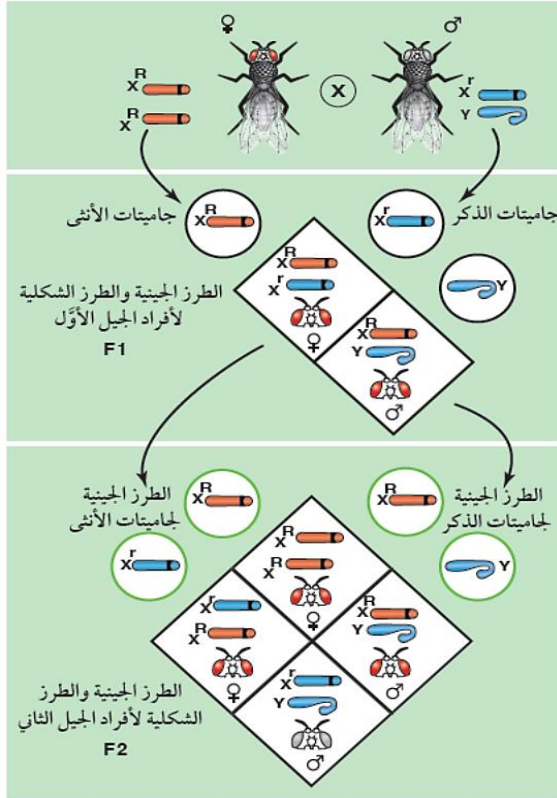 ♀ ♂
X R
X R
X
X r
Y
جاميتات الأنثى
X R
X r
جاميتات الذكر
Y
الطرز الجينية والطرز الشكلية
لأفراد الجيل الأوَّل
F1
X R
X r
♀
X R
Y
♂
الطرز الجينية
لجاميتات الأنثى
X R
X r
X R
الطرز الجينية
لجاميتات الذكر
Y
X R
X R
♀
X r
X R
♀
X R
Y
♂
X r
Y
♂
الطرز الجينية والطرز
الشكلية لأفراد الجيل الثاني
F2